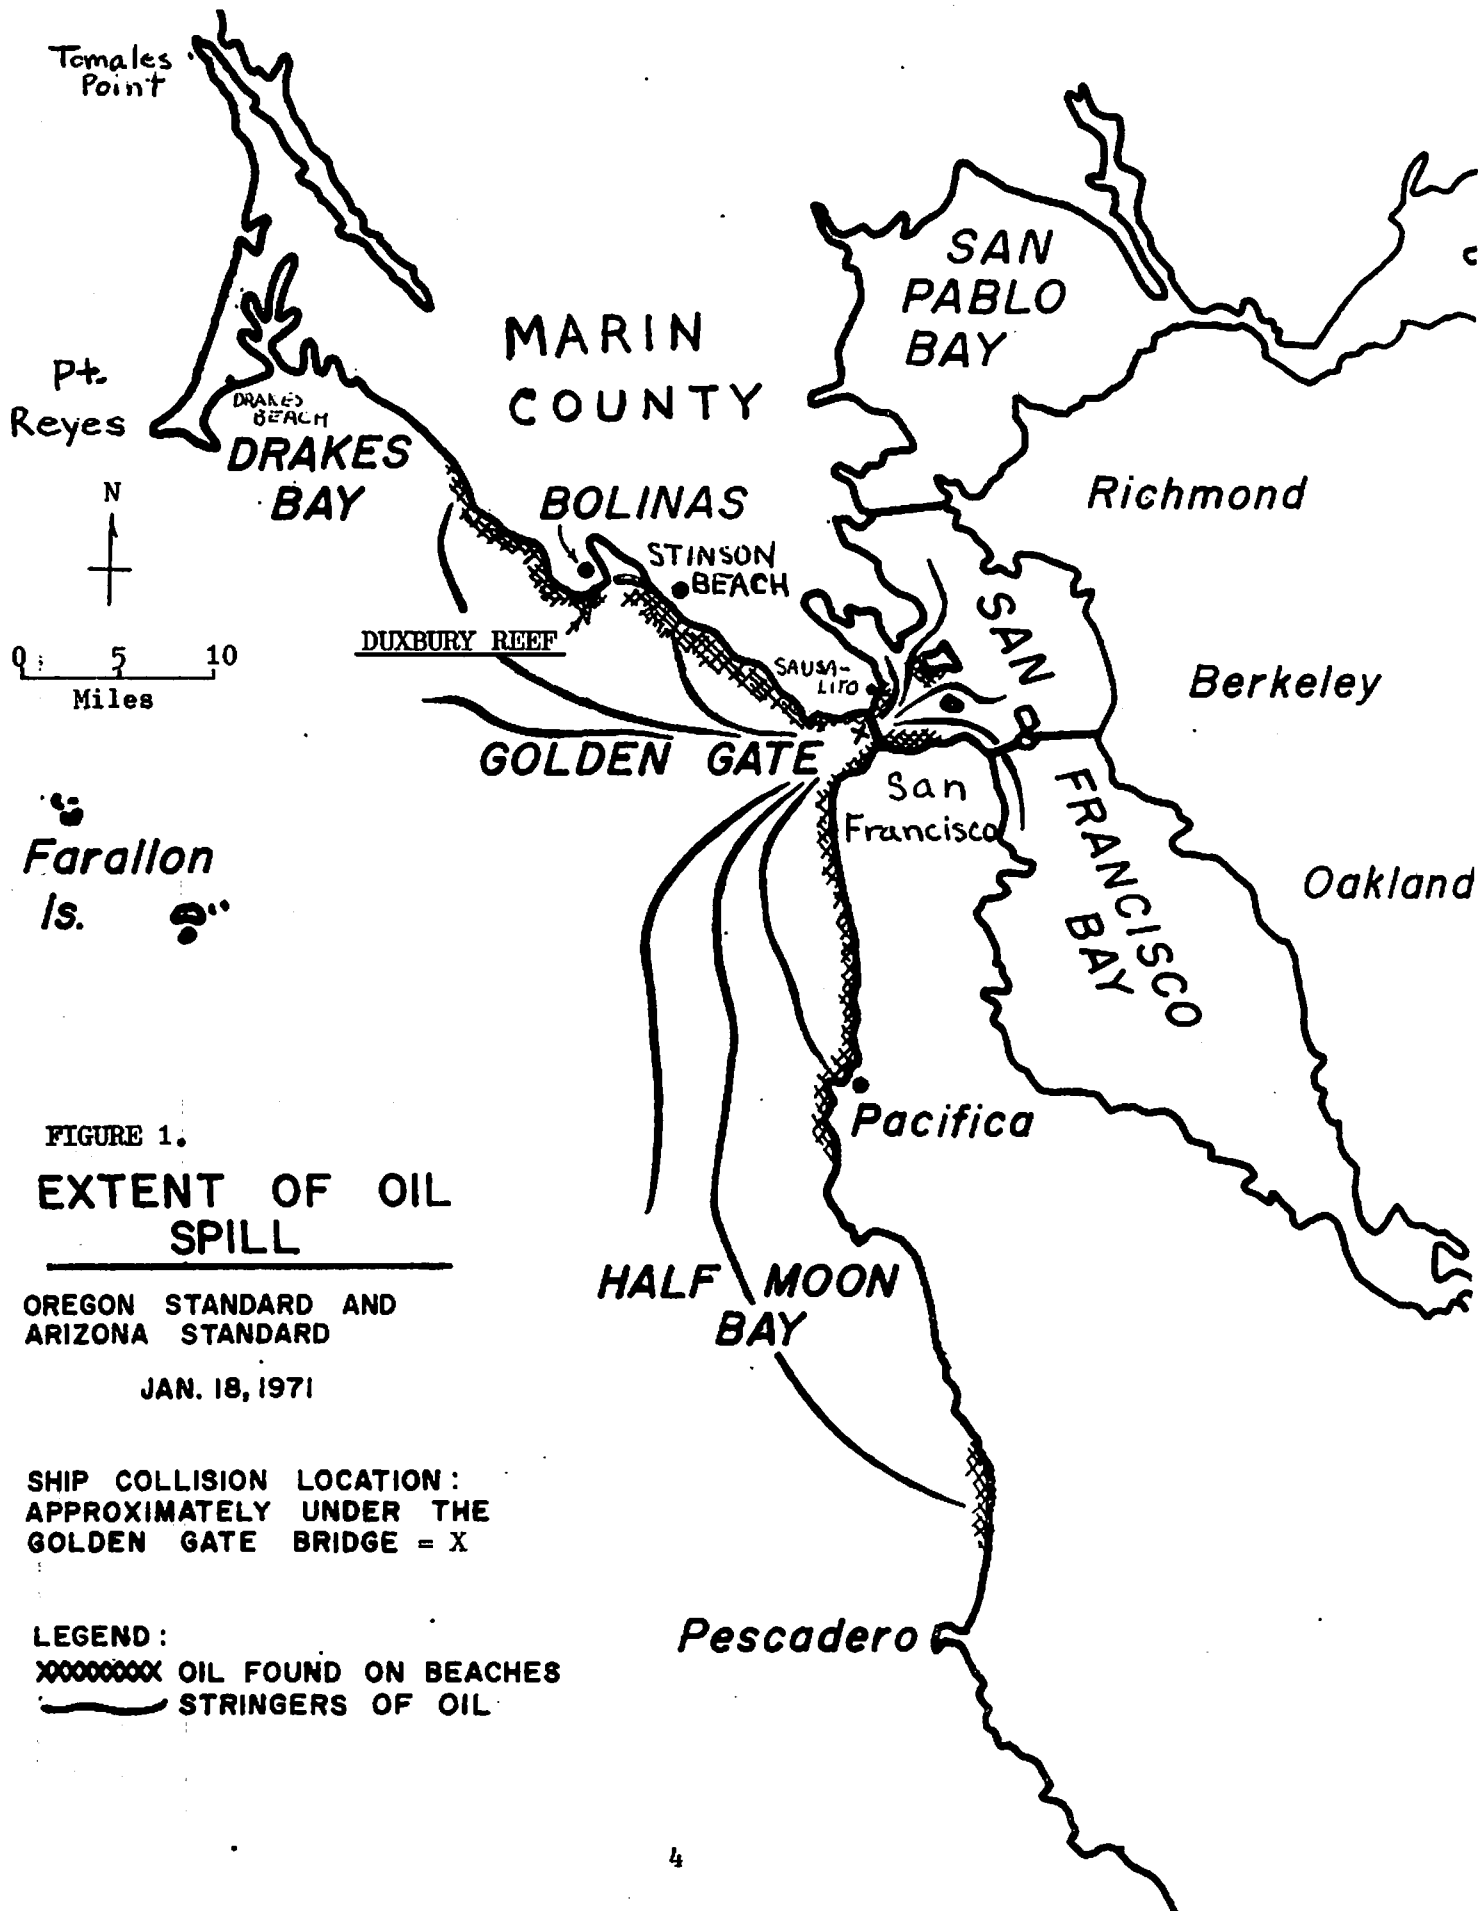 Tomales
Point
SAN
PABLO
BAY
MARIN
COUNTY
Pt.
Reyes
DRAKES
BEACH
DRAKES
BAY
N
BOLINAS
STINSON
BEACH
Richmond
DUXBURY REEF
0 5 10
Miles
SAUSA-
LITO
SAN
FRANCISCO
BAY
Berkeley
GOLDEN GATE
San
Francisco
Farallon
Is.
Oakland
Pacifica
FIGURE 1.
EXTENT OF OIL
SPILL
HALF MOON
BAY
OREGON STANDARD AND
ARIZONA STANDARD
JAN. 18, 1971
SHIP COLLISION LOCATION:
APPROXIMATELY UNDER THE
GOLDEN GATE BRIDGE = X
Pescadero
LEGEND:
XXXXXXXXX OIL FOUND ON BEACHES
STRINGERS OF OIL
4